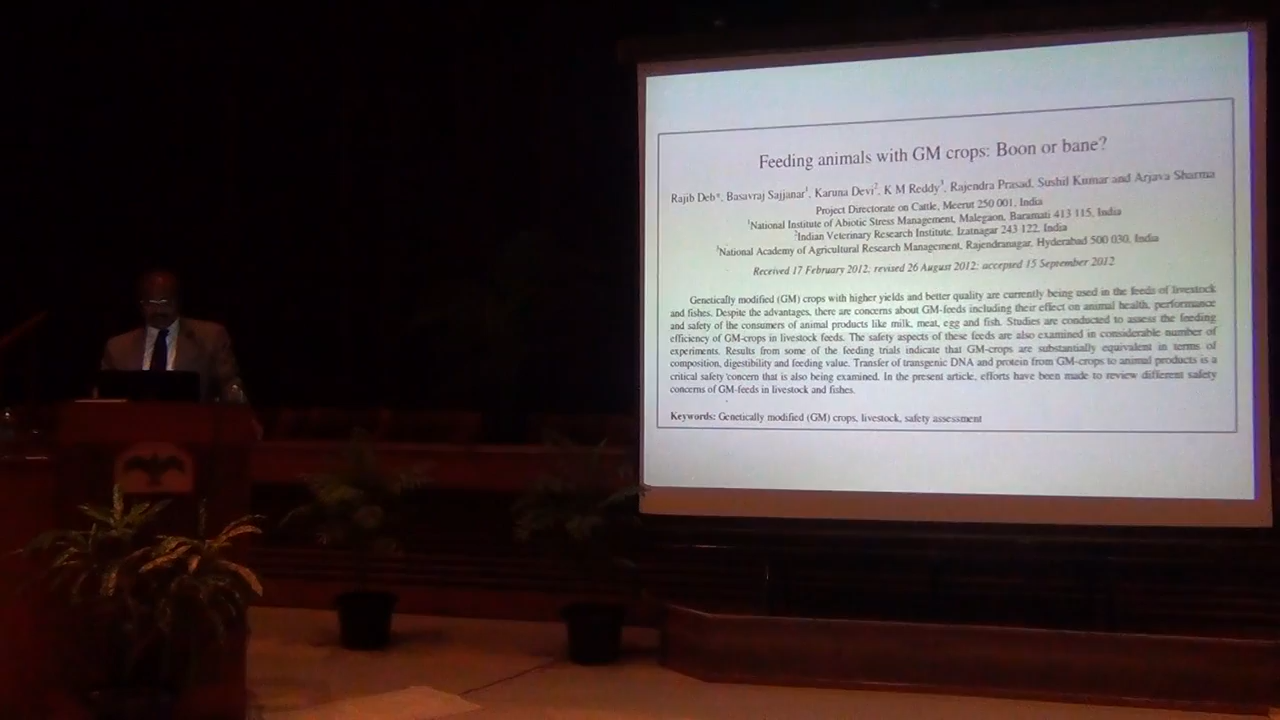 Feeding animals with GM crops: Boon or bane?
Rajib Deb*, Basavraj Sajjanar¹, Karuna Devi², K M Reddy³, Rajendra Prasad, Sushil Kumar and Arjava Sharma
Project Directorate on Cattle, Meerut 250 001, India
¹National Institute of Abiotic Stress Management, Malegaon, Baramati 413 115, India
²Indian Veterinary Research Institute, Izatnagar 243 122, India
³National Academy of Agricultural Research Management, Rajendranagar, Hyderabad 500 030, India
Received 17 February 2012; revised 26 August 2012; accepsed 15 September 2012
Genetically modified (GM) crops with higher yields and better quality are currently being used in the feeds of livestock
and fishes. Despite the advantages, there are concerns about GM-feeds including their effect on animal health, performance
and safety of the consumers of animal products like milk, meat, egg and fish. Studies are conducted to assess the feeding
efficiency of GM-crops in livestock feeds. The safety aspects of these feeds are also examined in considerable number of
experiments. Results from some of the feeding trials indicate that GM-crops are substantially equivalent in terms of
composition, digestibility and feeding value. Transfer of transgenic DNA and protein from GM-crops to animal products is a
critical safety concern that is also being examined. In the present article, efforts have been made to review different safety
concerns of GM-feeds in livestock and fishes.
Keywords: Genetically modified (GM) crops, livestock, safety assessment